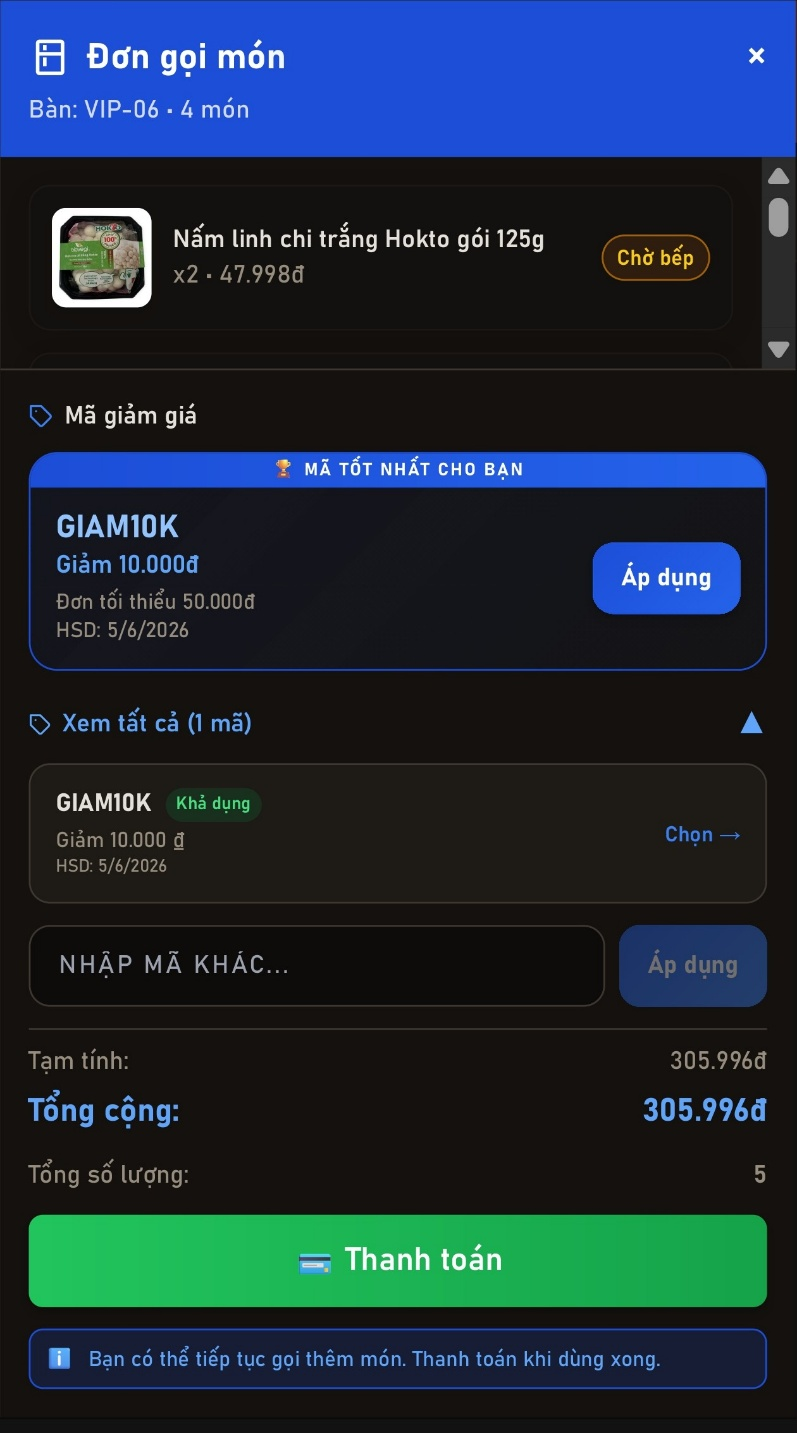 Đơn gọi món
×
Bàn: VIP-06 • 4 món
HOKTO
100%
Nấm linh chi trắng Hokto gói 125g
x2 • 47.998đ
Chờ bếp
Mã giảm giá
🏆 MÃ TỐT NHẤT CHO BẠN
GIAM10K
Giảm 10.000đ
Đơn tối thiểu 50.000đ
HSD: 5/6/2026
Áp dụng
Xem tất cả (1 mã)
▲
GIAM10K Khả dụng
Giảm 10.000 ₫
HSD: 5/6/2026
Chọn →
NHẬP MÃ KHÁC...
Áp dụng
Tạm tính: 305.996đ
Tổng cộng: 305.996đ
Tổng số lượng: 5
💳 Thanh toán
ℹ️ Bạn có thể tiếp tục gọi thêm món. Thanh toán khi dùng xong.